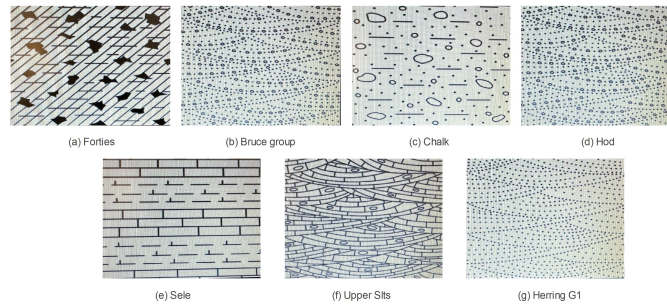 (a) Forties
(b) Bruce group
(c) Chalk
(d) Hod
(e) Sele
(f) Upper Slts
(g) Herring G1